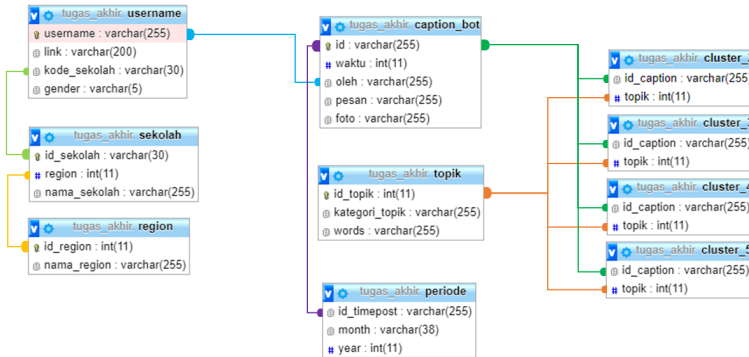 tugas_akhir username
username : varchar(255)
link : varchar(200)
kode_sekolah : varchar(30)
gender : varchar(5)
tugas_akhir sekolah
id_sekolah : varchar(30)
region : int(11)
nama_sekolah : varchar(255)
tugas_akhir region
id_region : int(11)
nama_region : varchar(255)
tugas_akhir caption_bot
id : varchar(255)
waktu : int(11)
oleh : varchar(255)
pesan : varchar(255)
foto : varchar(255)
tugas_akhir topik
id_topik : int(11)
kategori_topik : varchar(255)
words : varchar(255)
tugas_akhir periode
id_timepost : varchar(255)
month : varchar(38)
year : int(11)
tugas_akhir cluster_
id_caption : varchar(255)
topik : int(11)
tugas_akhir cluster_
id_caption : varchar(255)
topik : int(11)
tugas_akhir cluster_4
id_caption : varchar(255)
topik : int(11)
tugas_akhir cluster_5
id_caption : varchar(255)
topik : int(11)